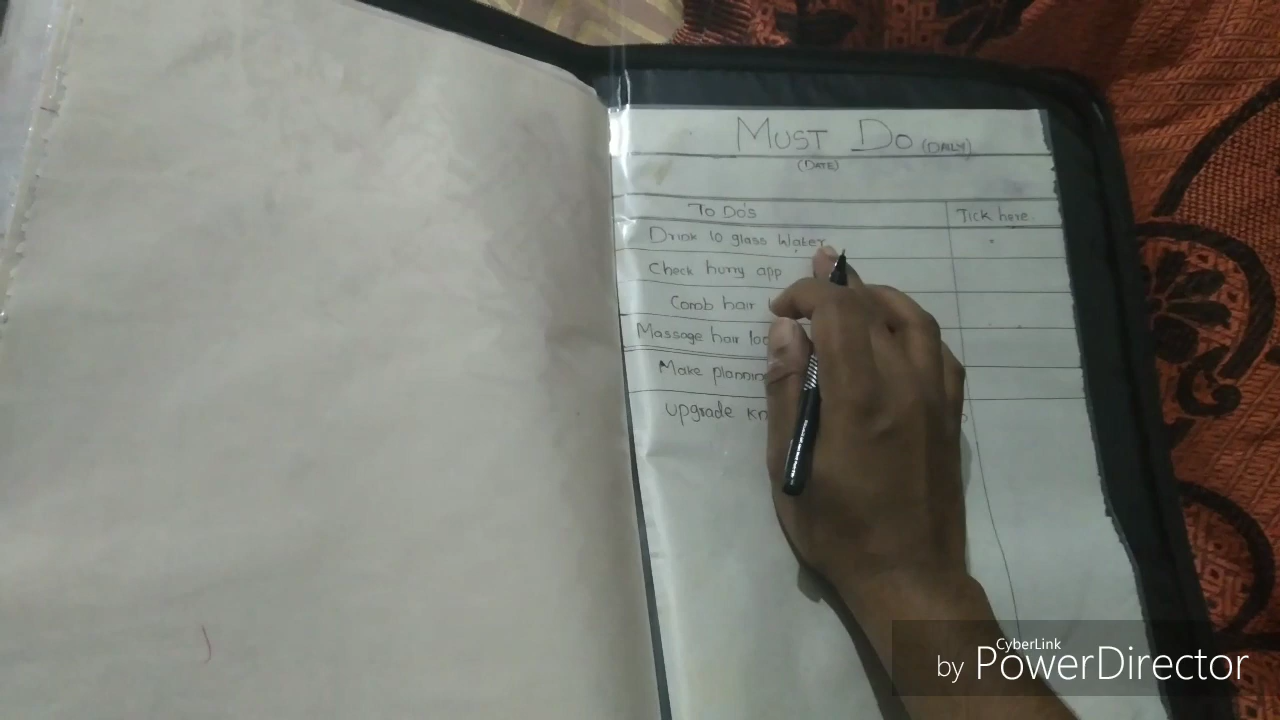 MUST DO (DAILY)
(DATE)
To Do's Tick here
Drink 10 glass Water
Check hurry app
Comb hair
Massage hair
Make planning
Upgrade
CyberLink
by PowerDirector